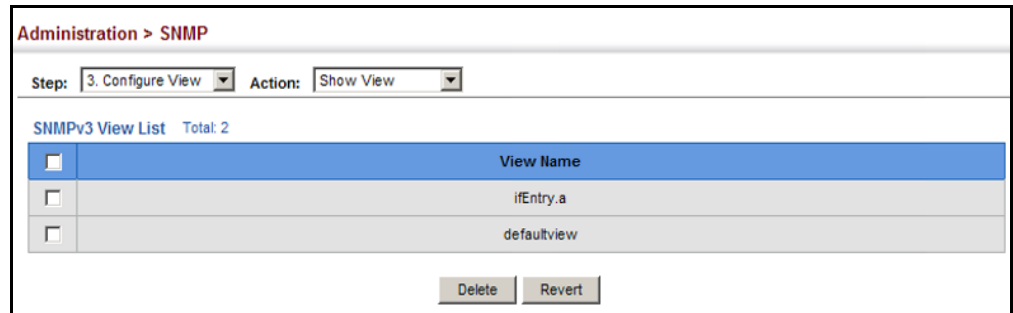 Administration > SNMP
Step: 3. Configure View Action: Show View
SNMPv3 View List Total: 2
View Name
ifEntry.a
defaultview
Delete Revert